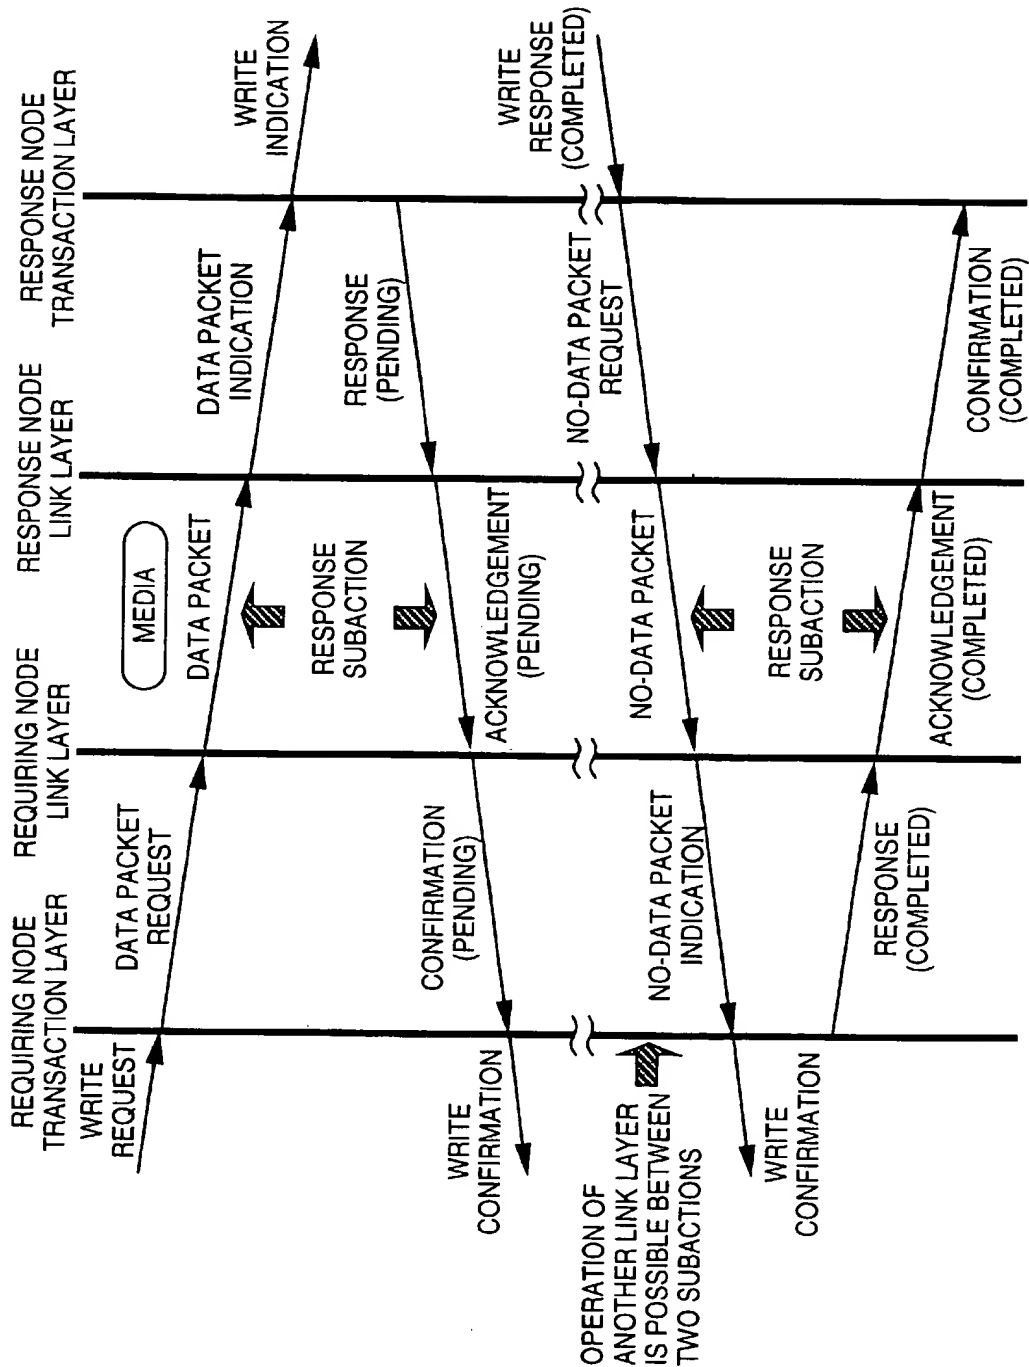 REQUIRING NODE
TRANSACTION LAYER
REQUIRING NODE
LINK LAYER
RESPONSE NODE
LINK LAYER
RESPONSE NODE
TRANSACTION LAYER
MEDIA
WRITE
REQUEST
DATA PACKET
REQUEST
DATA PACKET
DATA PACKET
INDICATION
WRITE
INDICATION
RESPONSE
SUBACTION
RESPONSE
(PENDING)
ACKNOWLEDGEMENT
(PENDING)
CONFIRMATION
(PENDING)
WRITE
CONFIRMATION
OPERATION OF
ANOTHER LINK LAYER
IS POSSIBLE BETWEEN
TWO SUBACTIONS
WRITE
RESPONSE
(COMPLETED)
NO-DATA PACKET
REQUEST
NO-DATA PACKET
NO-DATA PACKET
INDICATION
WRITE
CONFIRMATION
RESPONSE
SUBACTION
RESPONSE
(COMPLETED)
ACKNOWLEDGEMENT
(COMPLETED)
CONFIRMATION
(COMPLETED)